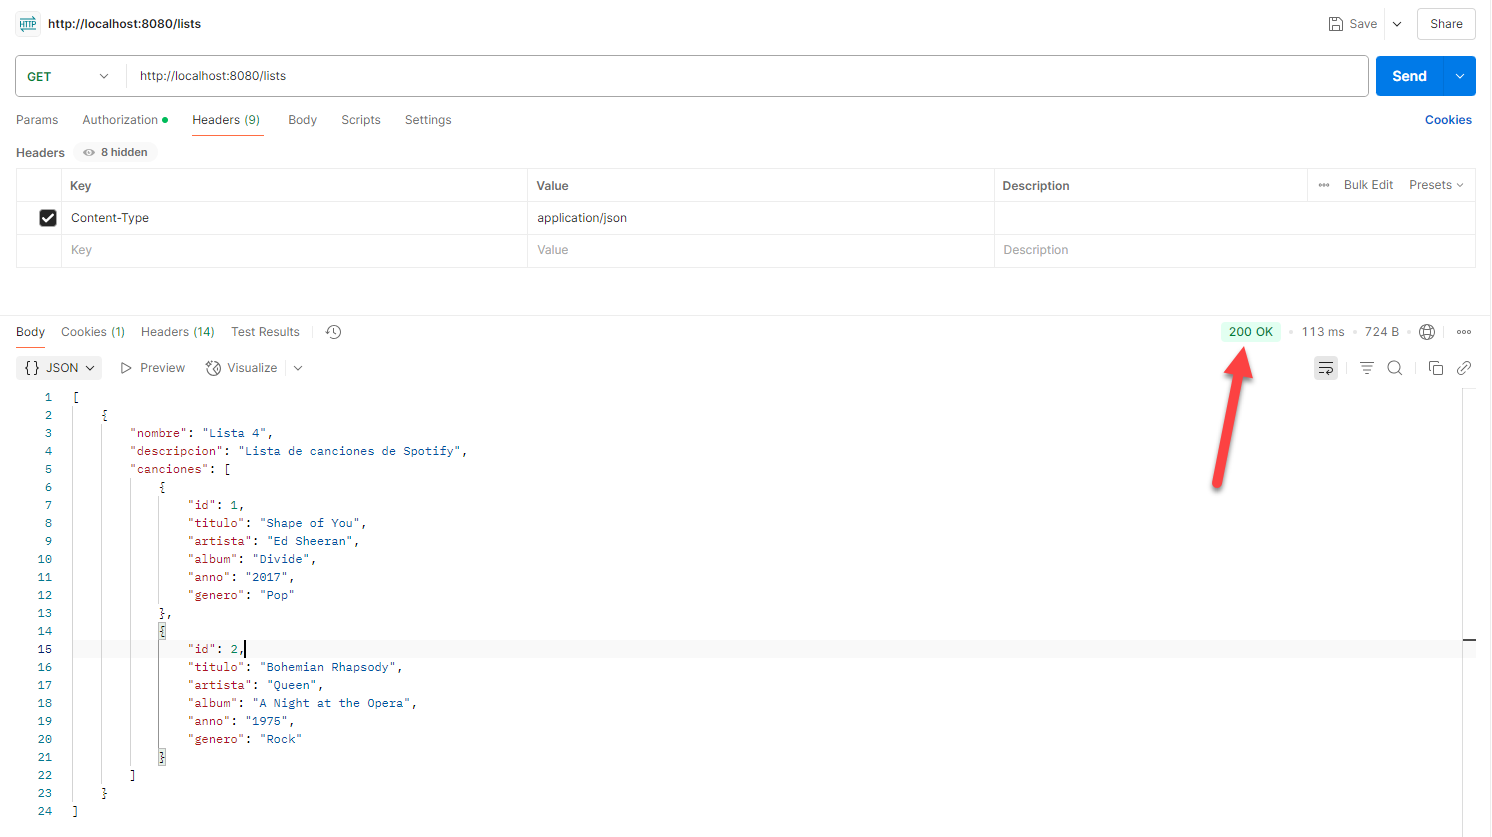 HTTP http://localhost:8080/lists Save Share
GET http://localhost:8080/lists Send
Params Authorization Headers (9) Body Scripts Settings Cookies
Headers 8 hidden
Key Value Description Bulk Edit Presets
Content-Type application/json
Key Value Description
Body Cookies (1) Headers (14) Test Results 200 OK 113 ms 724 B
{} JSON Preview Visualize
1 [
2 {
3 "nombre": "Lista 4",
4 "descripcion": "Lista de canciones de Spotify",
5 "canciones": [
6 {
7 "id": 1,
8 "titulo": "Shape of You",
9 "artista": "Ed Sheeran",
10 "album": "Divide",
11 "anno": "2017",
12 "genero": "Pop"
13 },
14 {
15 "id": 2,
16 "titulo": "Bohemian Rhapsody",
17 "artista": "Queen",
18 "album": "A Night at the Opera",
19 "anno": "1975",
20 "genero": "Rock"
21 }
22 ]
23 }
24 ]